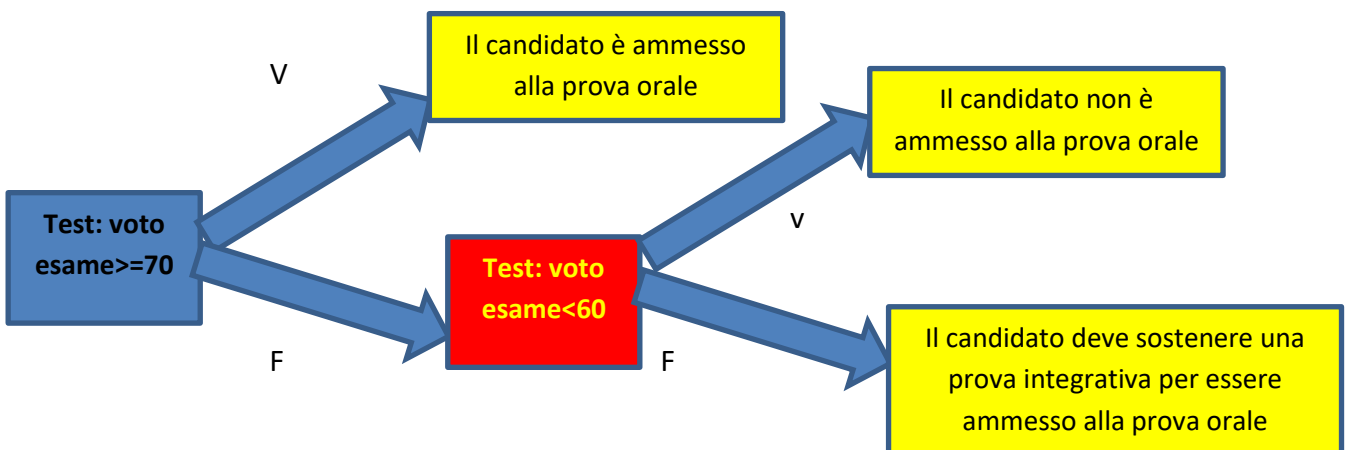 V
Il candidato è ammesso
alla prova orale
Il candidato non è
ammesso alla prova orale
Test: voto
esame>=70
v
Test: voto
esame<60
F
F
Il candidato deve sostenere una
prova integrativa per essere
ammesso alla prova orale